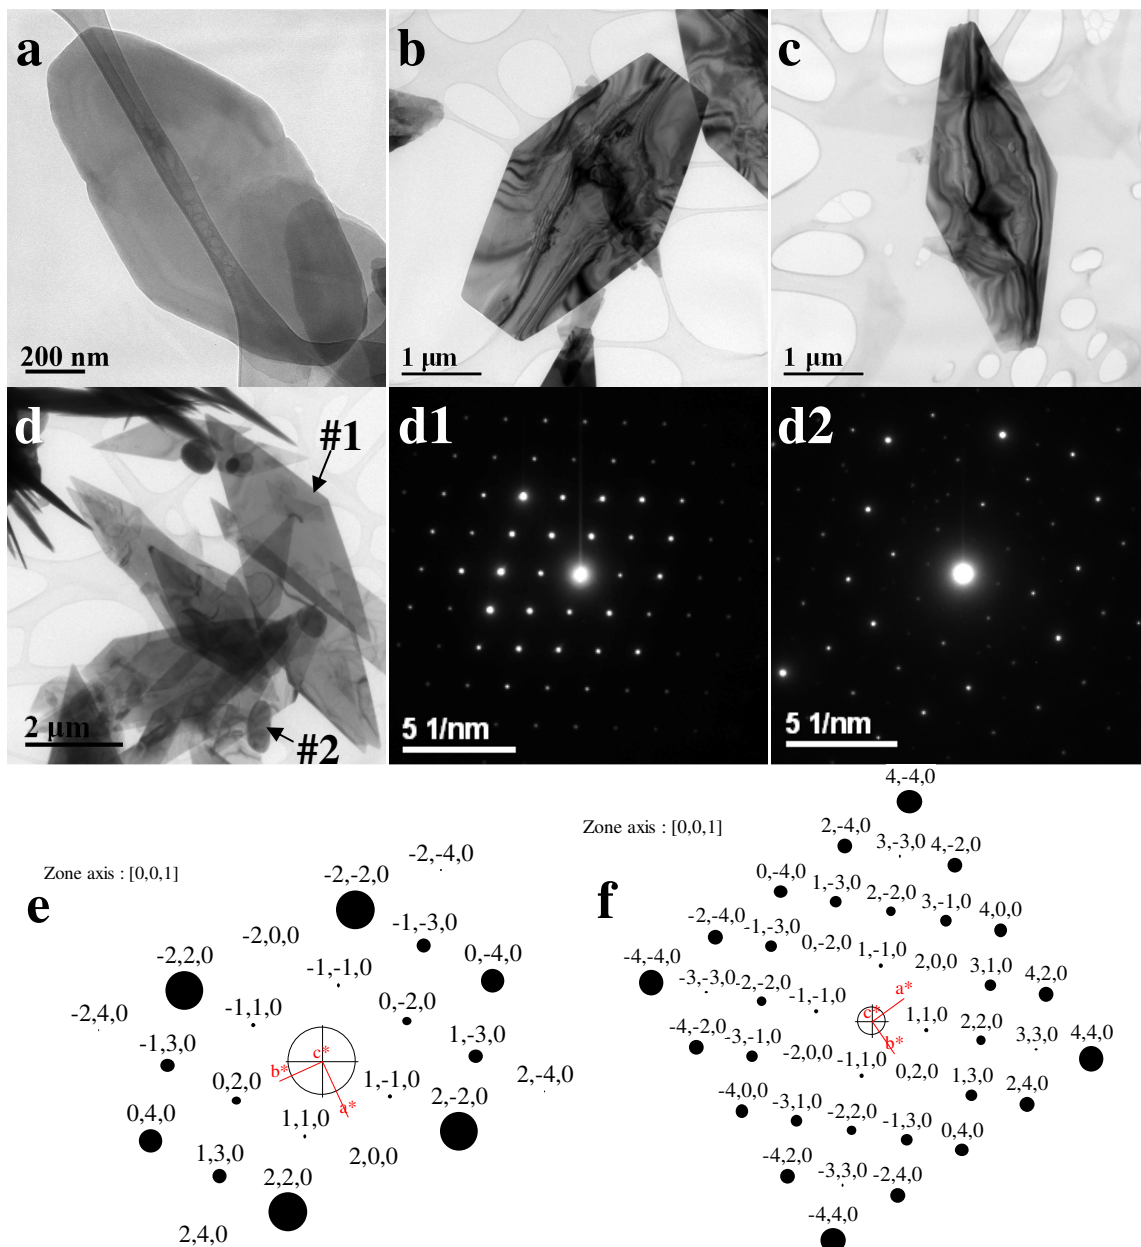 a
200 nm
b
1 μm
c
1 μm
d
#1
#2
2 μm
d1
5 1/nm
d2
5 1/nm
Zone axis : [0,0,1]
e
-2,-4,0
-2,-2,0
-1,-3,0
-2,0,0
-2,2,0
0,-4,0
-1,-1,0
-1,1,0
0,-2,0
-2,4,0
1,-3,0
-1,3,0
c*
b*
a*
0,2,0
1,-1,0
2,-4,0
0,4,0
1,1,0
2,-2,0
1,3,0
2,0,0
2,2,0
2,4,0
Zone axis : [0,0,1]
f
4,-4,0
2,-4,0
3,-3,0
4,-2,0
0,-4,0
1,-3,0
2,-2,0
3,-1,0
4,0,0
-2,-4,0
-1,-3,0
0,-2,0
1,-1,0
2,0,0
3,1,0
4,2,0
-4,-4,0
-3,-3,0
-2,-2,0
-1,-1,0
a*
c*
b*
1,1,0
2,2,0
3,3,0
4,4,0
-4,-2,0
-3,-1,0
-2,0,0
-1,1,0
0,2,0
1,3,0
2,4,0
-4,0,0
-3,1,0
-2,2,0
-1,3,0
0,4,0
-4,2,0
-3,3,0
-2,4,0
-4,4,0